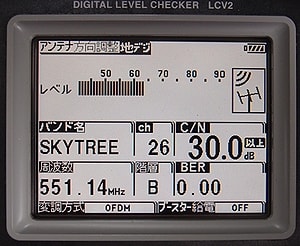 DIGITAL LEVEL CHECKER LCV2
アンテナ方向調整 地デジ
50 60 70 80 90
レベル
バンド名 ch C/N
SKYTREE 26 30.0 以上 dB
周波数 階層 BER
551.14MHz B 0.00
変調方式 OFDM ブースター給電 OFF